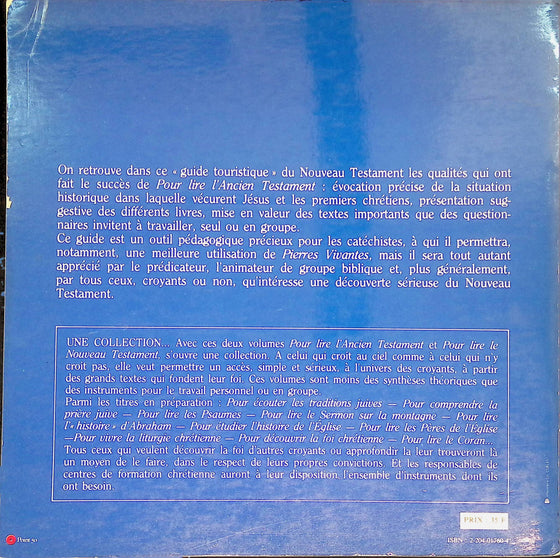 On retrouve dans ce « guide touristique » du Nouveau Testament les qualités qui ont
fait le succès de Pour lire l'Ancien Testament : évocation précise de la situation
historique dans laquelle vécurent Jésus et les premiers chrétiens, présentation sug-
gestive des différents livres, mise en valeur des textes importants que des question-
naires invitent à travailler, seul ou en groupe.
Ce guide est un outil pédagogique précieux pour les catéchistes, à qui il permettra,
notamment, une meilleure utilisation de Pierres Vivantes, mais il sera tout autant
apprécié par le prédicateur, l'animateur de groupe biblique et, plus généralement,
par tous ceux, croyants ou non, qu'intéresse une découverte sérieuse du Nouveau
Testament.
UNE COLLECTION... Avec ces deux volumes Pour lire l'Ancien Testament et Pour lire le
Nouveau Testament, s'ouvre une collection. A celui qui croit au ciel comme à celui qui n'y
croit pas, elle veut permettre un accès, simple et sérieux, à l'univers des croyants, à partir
des grands textes qui fondent leur foi. Ces volumes sont moins des synthèses théoriques que
des instruments pour le travail personnel ou en groupe.
Parmi les titres en préparation : Pour écouter les traditions juives — Pour comprendre la
prière juive — Pour lire les Psaumes — Pour lire le Sermon sur la montagne — Pour lire
l'« histoire » d'Abraham — Pour étudier l'histoire de l'Église — Pour lire les Pères de l'Église
—Pour vivre la liturgie chrétienne — Pour découvrir la foi chrétienne — Pour lire le Coran...
Tous ceux qui veulent découvrir la foi d'autres croyants ou approfondir la leur trouveront là
un moyen de le faire, dans le respect de leurs propres convictions. Et les responsables de
centres de formation chrétienne auront à leur disposition l'ensemble d'instruments dont ils
ont besoin.
PRIX : 35 F
ISBN : 2-204-01760-4